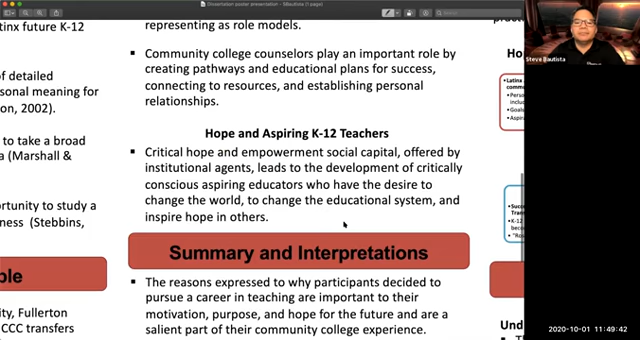 Dissertation poster presentation - SBautista (1 page)
Search
atinx future K-12
of detailed
rsonal meaning for
on, 2002).
to take a broad
a (Marshall &
ortunity to study a
ness (Stebbins,
ple
ity, Fullerton
CCC transfers
representing as role models.
▪ Community college counselors play an important role by
creating pathways and educational plans for success,
connecting to resources, and establishing personal
relationships.
Hope and Aspiring K-12 Teachers
▪ Critical hope and empowerment social capital, offered by
institutional agents, leads to the development of critically
conscious aspiring educators who have the desire to
change the world, to change the educational system, and
inspire hope in others.
Summary and Interpretations
▪ The reasons expressed to why participants decided to
pursue a career in teaching are important to their
motivation, purpose, and hope for the future and are a
salient part of their community college experience.
Ho
Latinx
comm
• Perso
inclu
• Goals
• Aspir
Succe
Tran
• K-12
beco
• "Roa
Und
Steve Bautista
2020-10-01 11:49:42